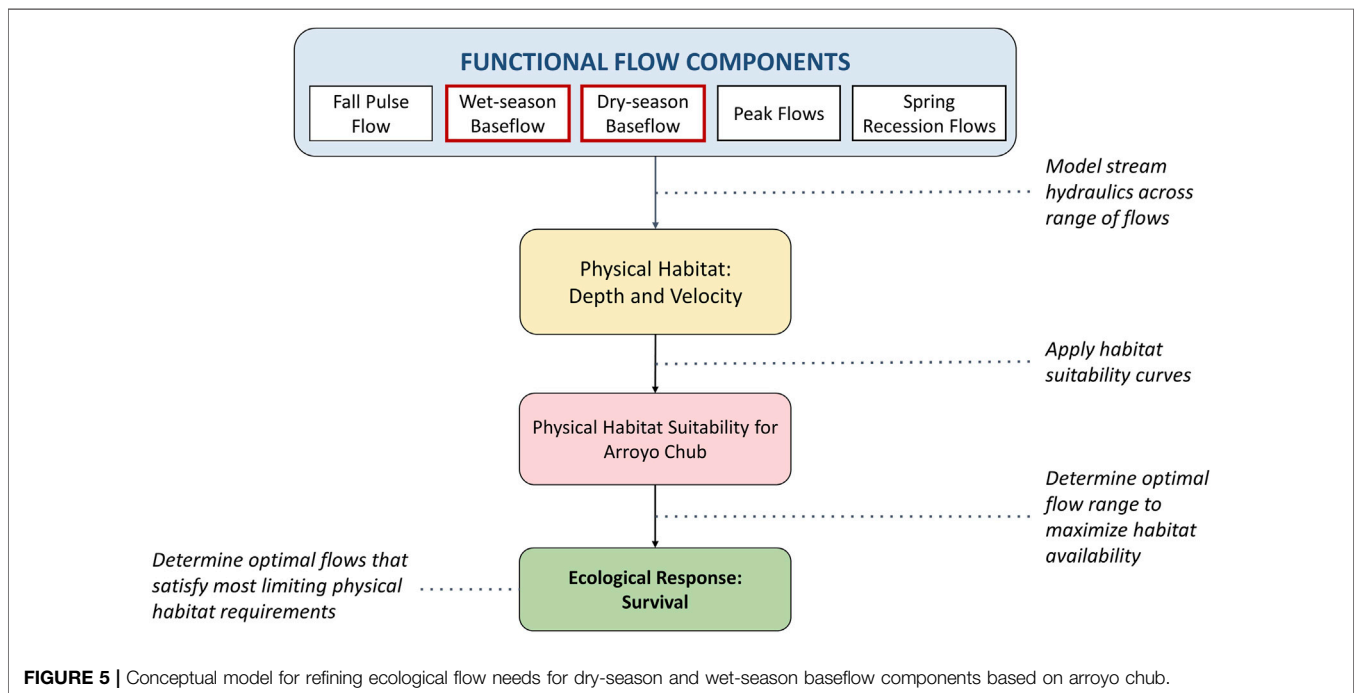 FUNCTIONAL FLOW COMPONENTS
Fall Pulse
Flow
Wet-season
Baseflow
Dry-season
Baseflow
Peak Flows
Spring
Recession Flows
Model stream
hydraulics across
range of flows
Physical Habitat:
Depth and Velocity
Apply habitat
suitability curves
Physical Habitat Suitability for
Arroyo Chub
Determine optimal
flow range to
maximize habitat
availability
Determine optimal flows that
satisfy most limiting physical
habitat requirements
Ecological Response:
Survival
FIGURE 5 | Conceptual model for refining ecological flow needs for dry-season and wet-season baseflow components based on arroyo chub.